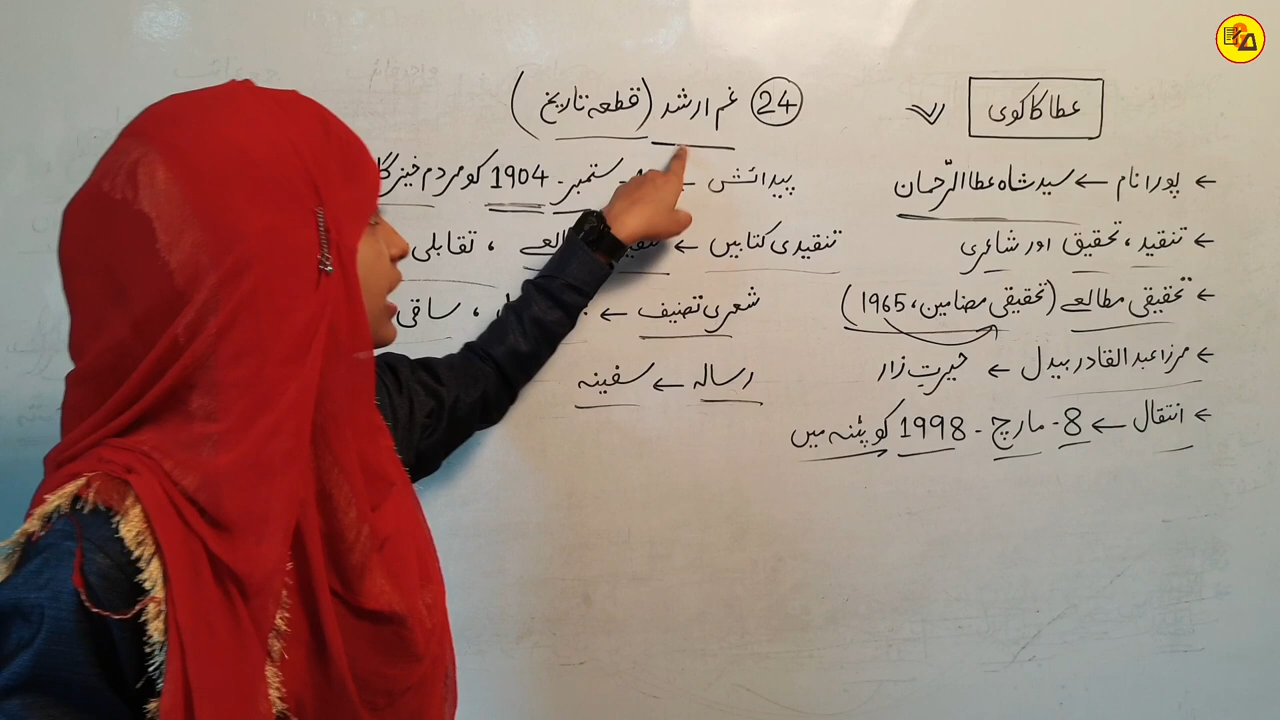 عطا کاکوی
24 غم ارشد (قطعہ تاریخ)
← پورا نام ← سید شاہ عطا الرّحمان
← تنقید، تحقیق اور شاعری
← تحقیقی مطالعے (تحقیقی مضامین، 1965)
← مرزا عبد القادر بیدل ← حیرتِ زار
← انتقال ← 8 - مارچ - 1998 کو پٹنہ میں
پیدائش ← - ستمبر - 1904 کو مردم خیز
تنقیدی کتابیں ← ، تقابلی
شعری تصنیف ← ، ساقی
رسالہ ← سفینہ